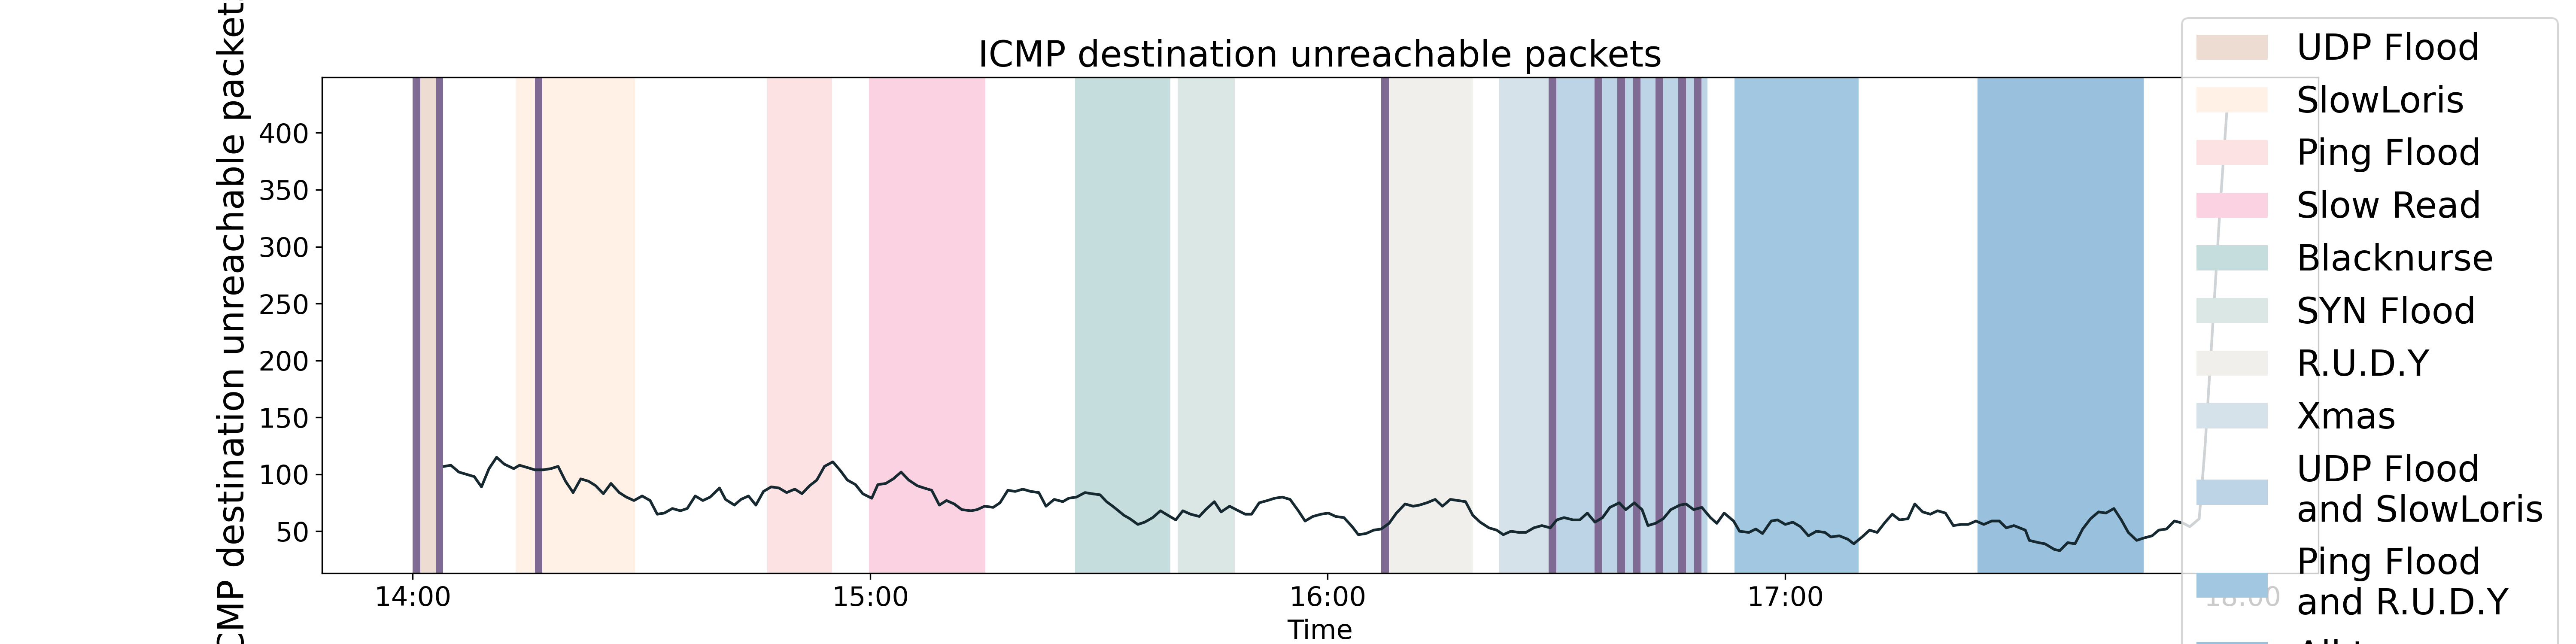 ICMP destination unreachable packets
CMP destination unreachable packet
400
350
300
250
200
150
100
50
14:00
15:00
16:00
17:00
18:00
Time
UDP Flood
SlowLoris
Ping Flood
Slow Read
Blacknurse
SYN Flood
R.U.D.Y
Xmas
UDP Flood
and SlowLoris
Ping Flood
and R.U.D.Y